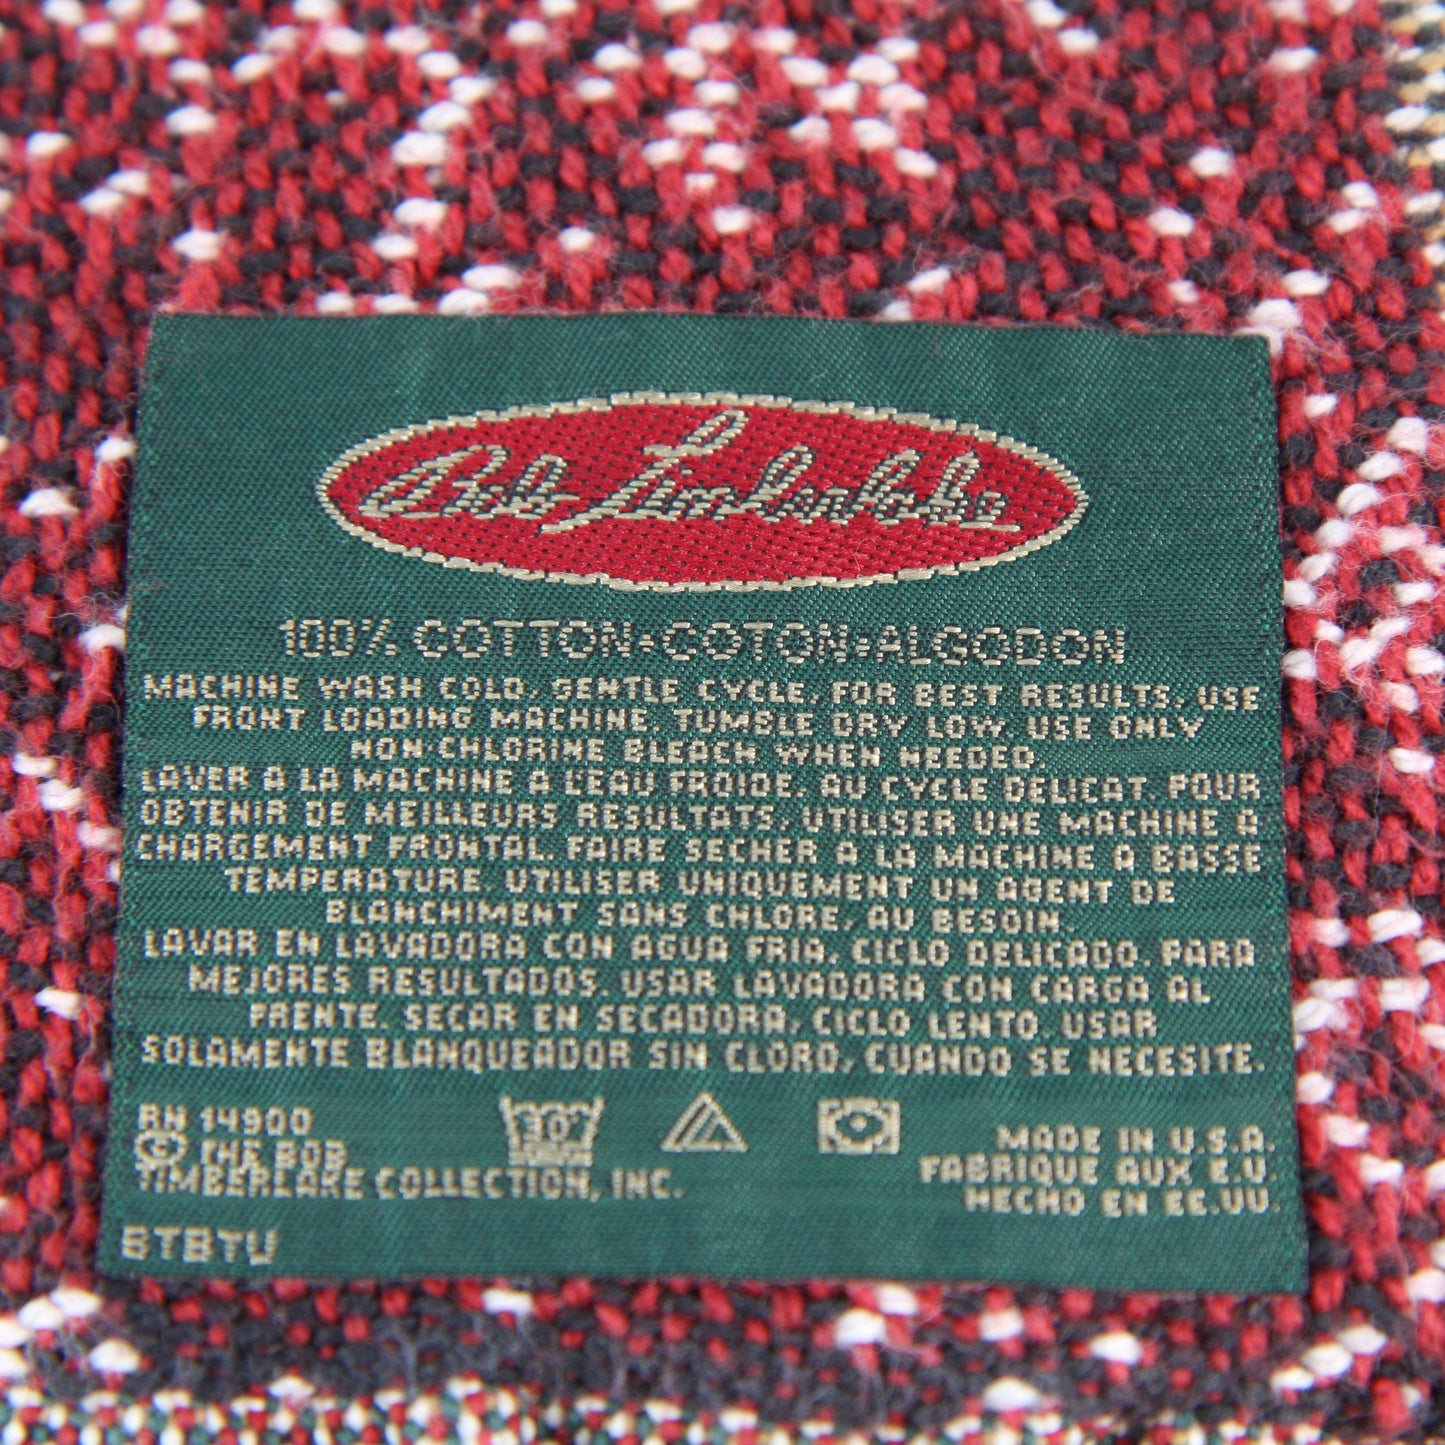 Bob Timberlake
100% COTTON•COTON•ALGODON
MACHINE WASH COLD, GENTLE CYCLE, FOR BEST RESULTS, USE
FRONT LOADING MACHINE. TUMBLE DRY LOW. USE ONLY
NON-CHLORINE BLEACH WHEN NEEDED.
LAVER A LA MACHINE A L'EAU FROIDE, AU CYCLE DELICAT POUR
OBTENIR DE MEILLEURS RESULTATS, UTILISER UNE MACHINE A
CHARGEMENT FRONTAL. FAIRE SECHER A LA MACHINE A BASSE
TEMPERATURE. UTILISER UNIQUEMENT UN AGENT DE
BLANCHIMENT SANS CHLORE, AU BESOIN.
LAVAR EN LAVADORA CON AGUA FRIA, CICLO DELICADO. PARA
MEJORES RESULTADOS. USAR LAVADORA CON CARGA AL
FRENTE. SECAR EN SECADORA, CICLO LENTO. USAR
SOLAMENTE BLANQUEADOR SIN CLORO, CUANDO SE NECESITE.
RN 14900
© THE BOB
TIMBERLAKE COLLECTION, INC.
BTBTU
30°
MADE IN U.S.A.
FABRIQUE AUX E.U.
HECHO EN EE.UU.